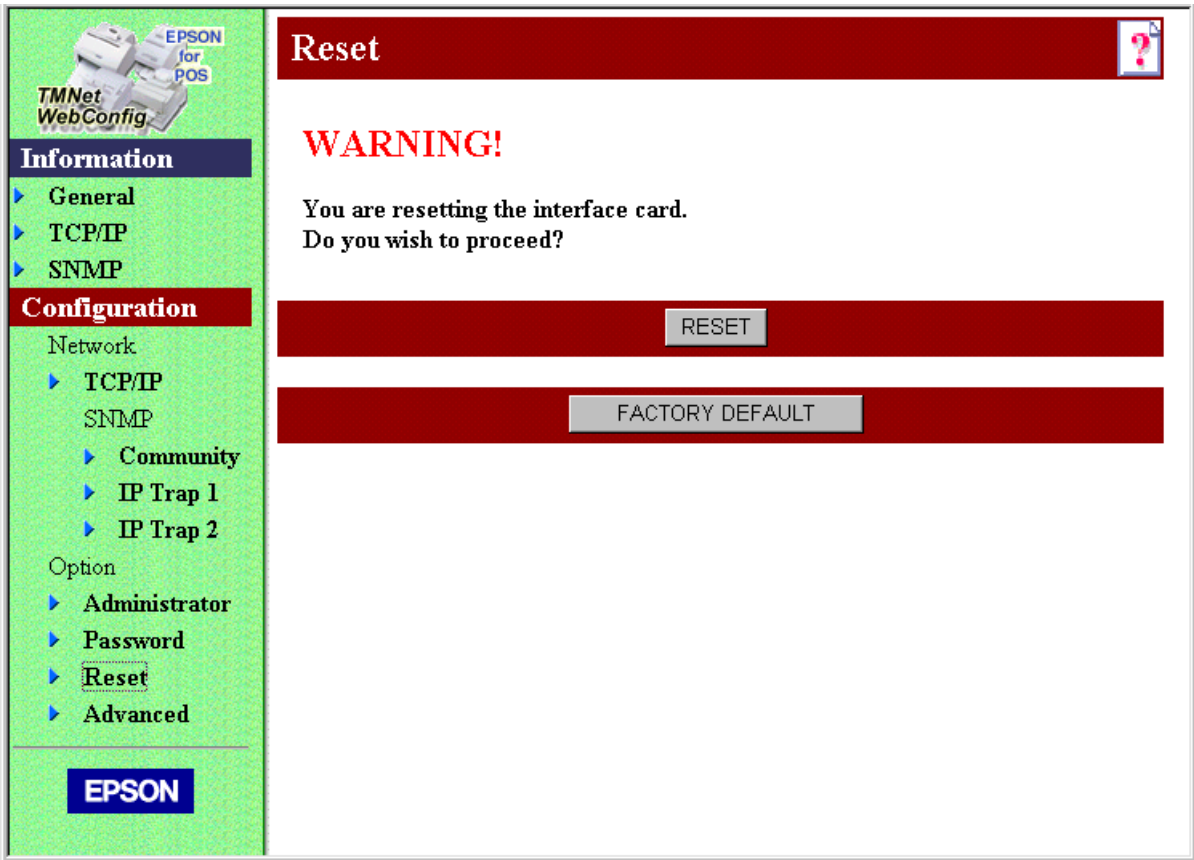 EPSON
for
POS
TMNet
WebConfig
Information
General
TCP/IP
SNMP
Configuration
Network
TCP/IP
SNMP
Community
IP Trap 1
IP Trap 2
Option
Administrator
Password
Reset
Advanced
EPSON
Reset
?
WARNING!
You are resetting the interface card.
Do you wish to proceed?
RESET
FACTORY DEFAULT